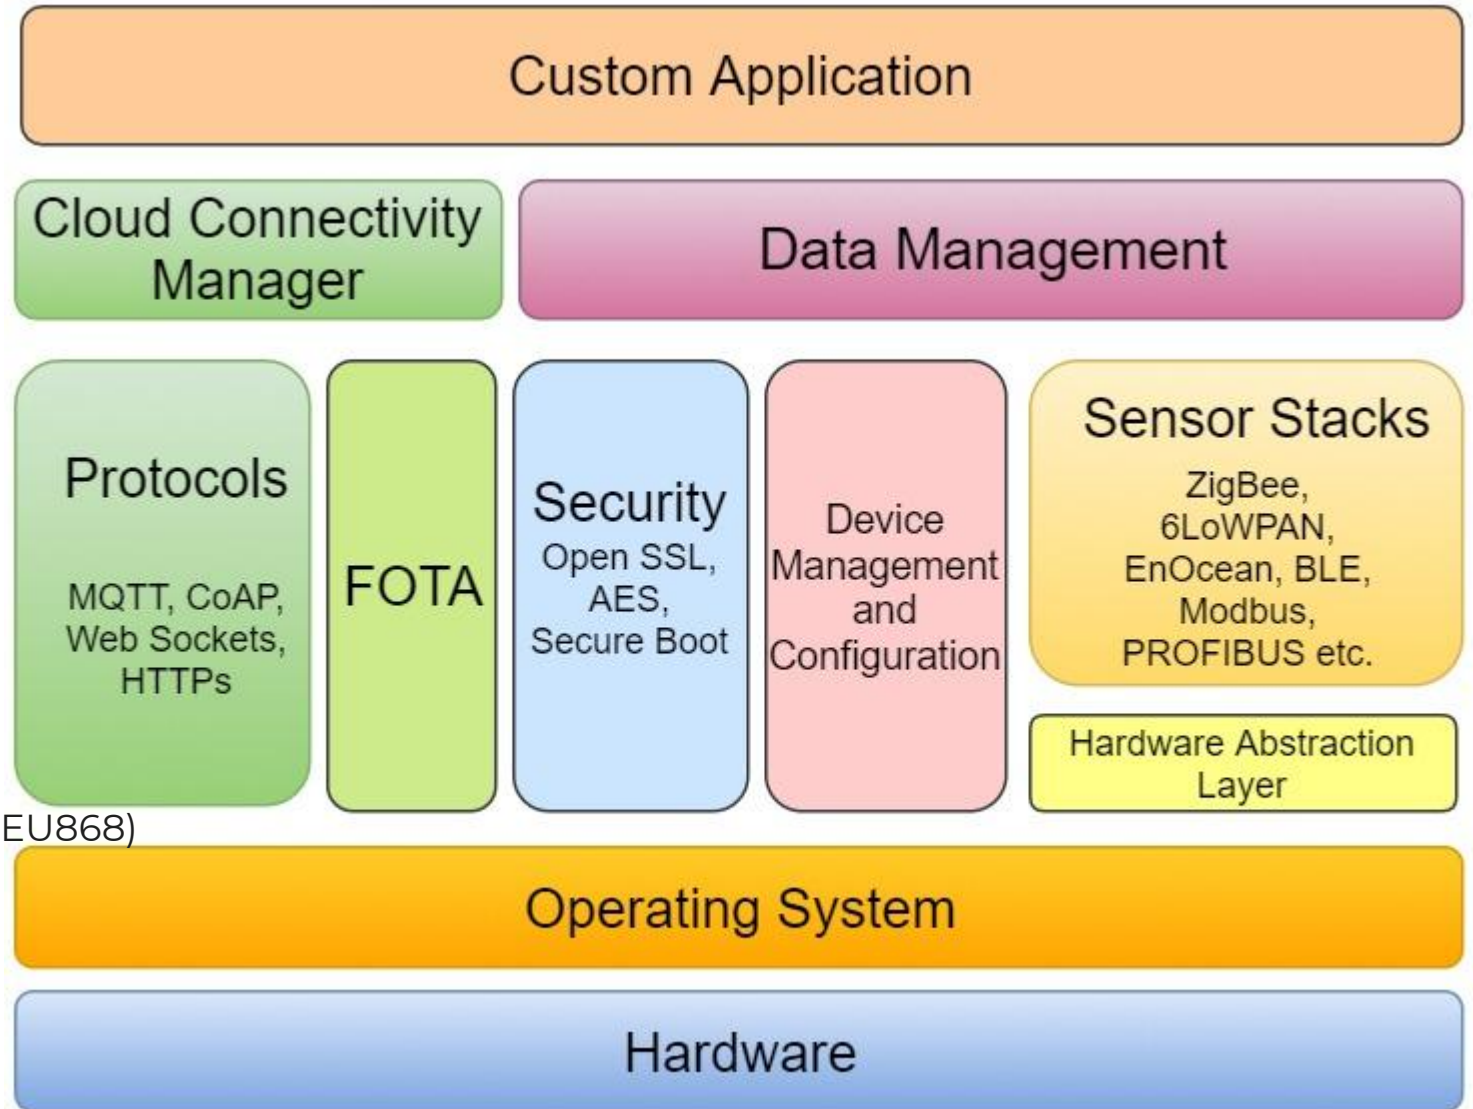 Custom Application
Cloud Connectivity
Manager
Data Management
Protocols
MQTT, CoAP,
Web Sockets,
HTTPs
FOTA
Security
Open SSL,
AES,
Secure Boot
Device
Management
and
Configuration
Sensor Stacks
ZigBee,
6LoWPAN,
EnOcean, BLE,
Modbus,
PROFIBUS etc.
Hardware Abstraction
Layer
EU868)
Operating System
Hardware